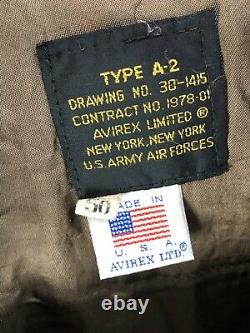 TYPE A-2
DRAWING NO. 30-1415
CONTRACT NO. 1978-01
AVIREX LIMITED ®
NEW YORK, NEW YORK
U.S. ARMY AIR FORCES
50
MADE IN
U. S. A.
AVIREX LTD.®
worthpoint